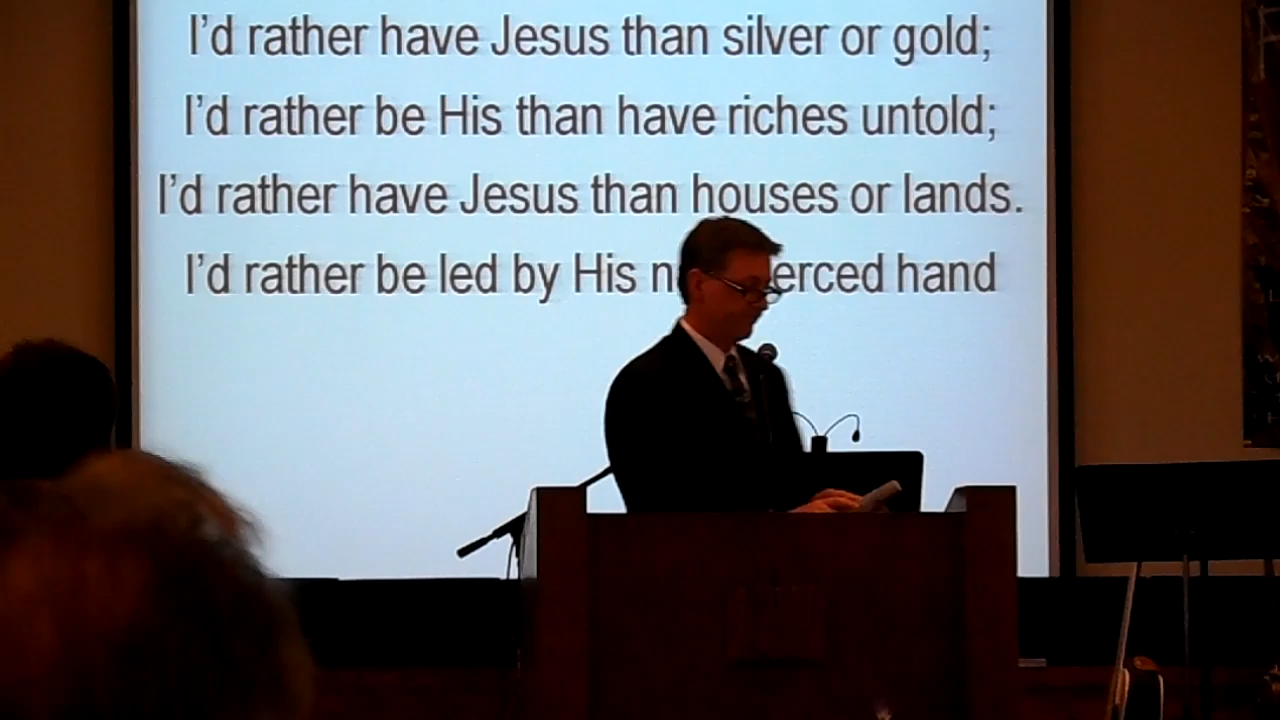 I'd rather have Jesus than silver or gold;
I'd rather be His than have riches untold;
I'd rather have Jesus than houses or lands.
I'd rather be led by His hand